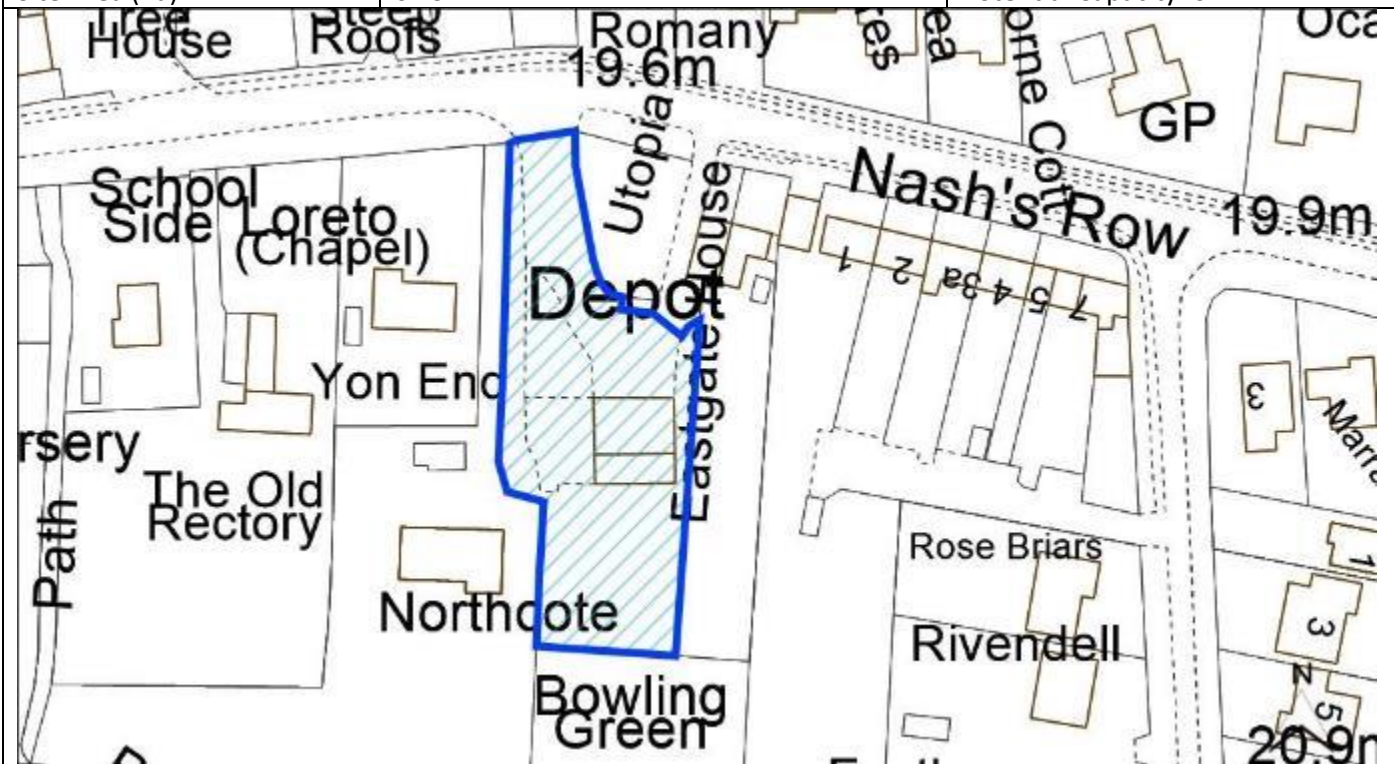 Tree
House
Steep
Roofs
Romany
19.6m
GP
Utopia
School
Side
Loreto
(Chapel)
Nash's Row
19.9m
Depot
Eastgate House
1
2
3a
4
5
7
Yon End
3
The Old
Rectory
Path
Rose Briars
1
Northcote
Rivendell
3
Bowling
Green
5
20.9m